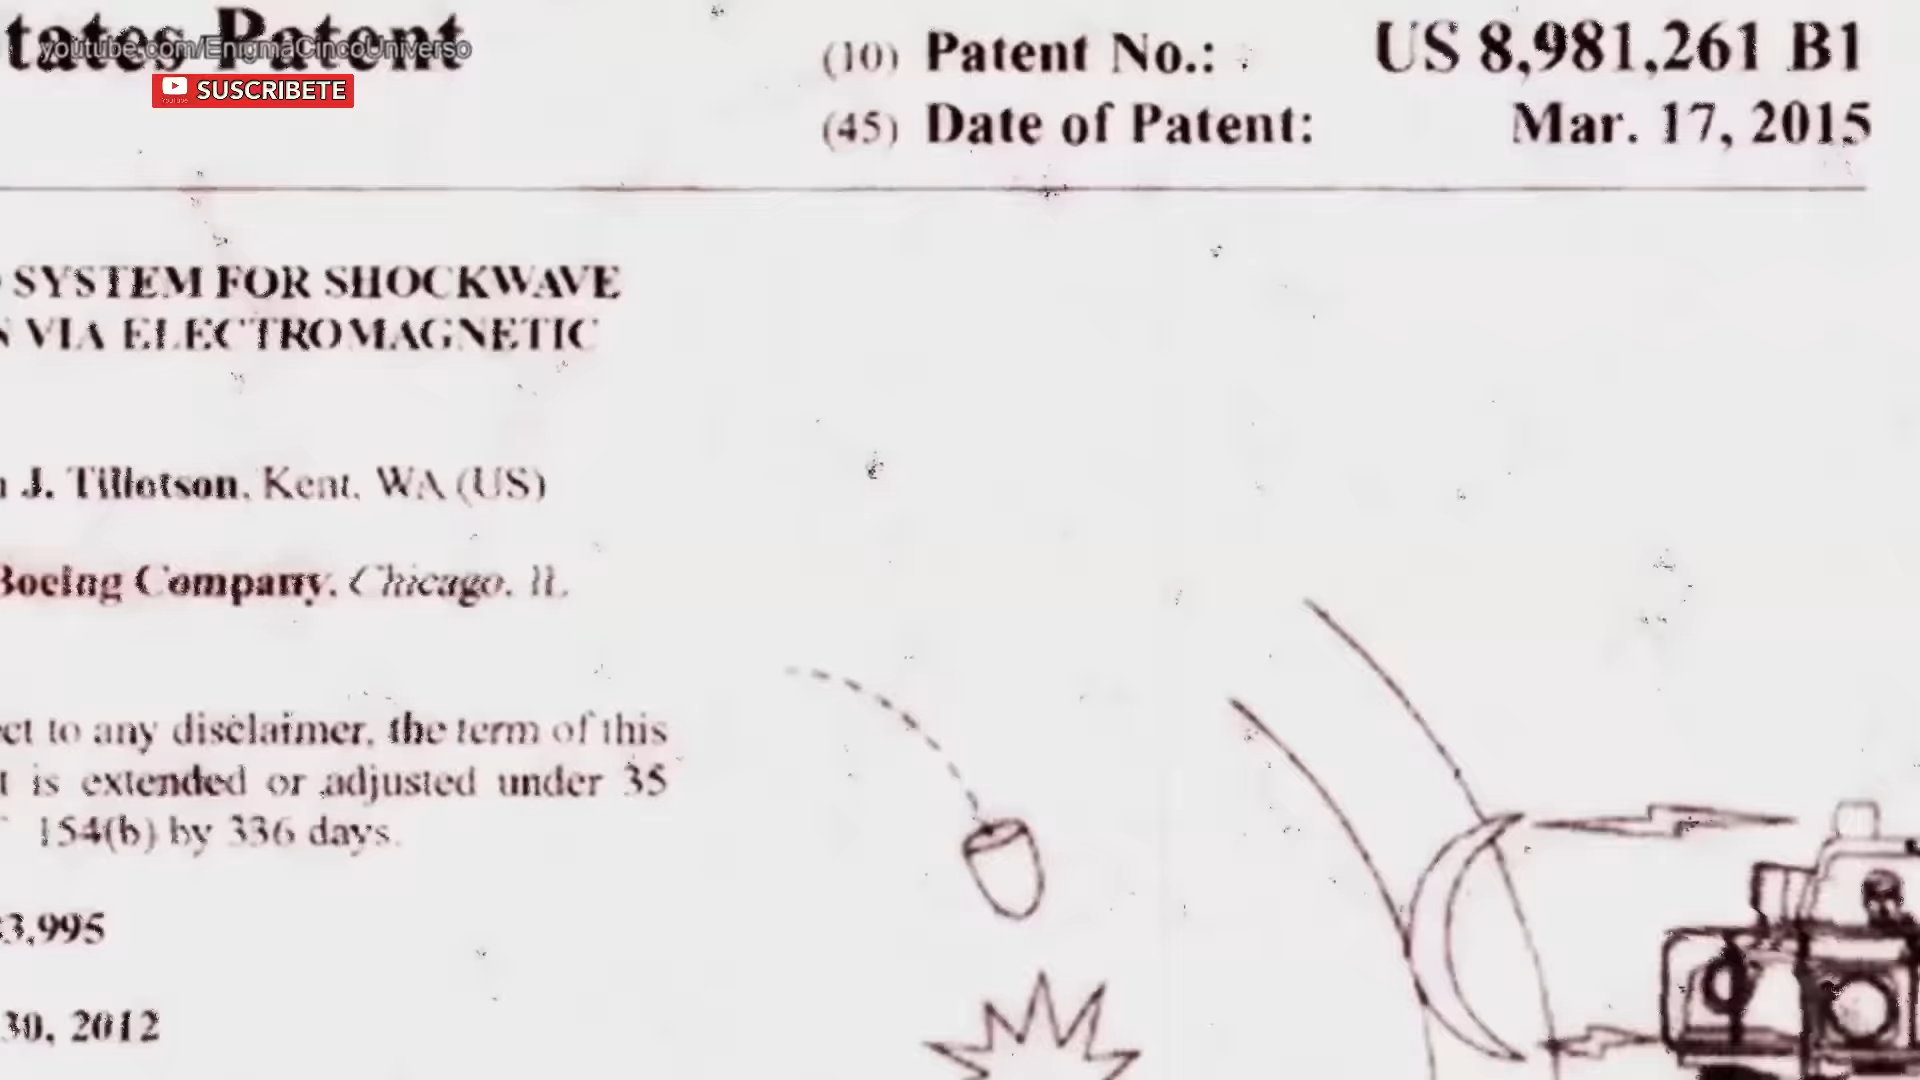 tates Patent
youtube.com/EnigmaCincoUniverso
YouTube
SUSCRIBETE
(10) Patent No.: US 8,981,261 B1
(45) Date of Patent: Mar. 17, 2015
SYSTEM FOR SHOCKWAVE
VIA ELECTROMAGNETIC
J. Tillotson, Kent, WA (US)
Boeing Company, Chicago, IL
ect to any disclaimer, the term of this
t is extended or adjusted under 35
154(b) by 336 days.
3,995
30, 2012